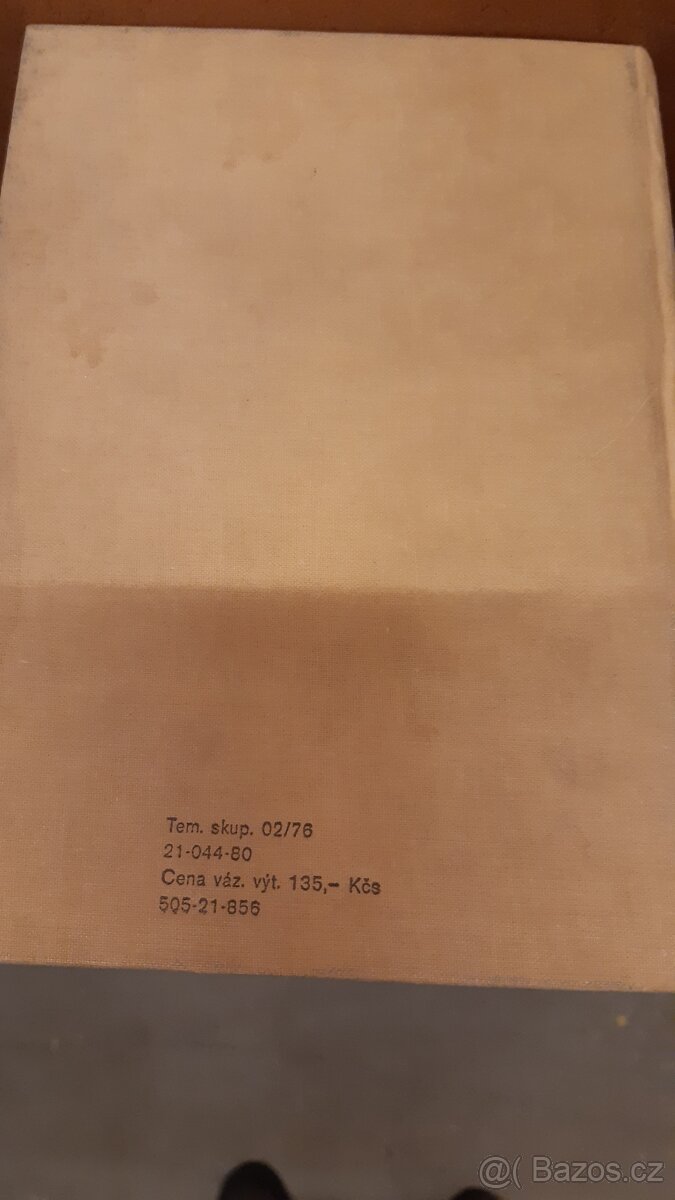 Tem. skup. 02/76
21-044-80
Cena váz. výt. 135,– Kčs
505-21-856
@( Bazos.cz